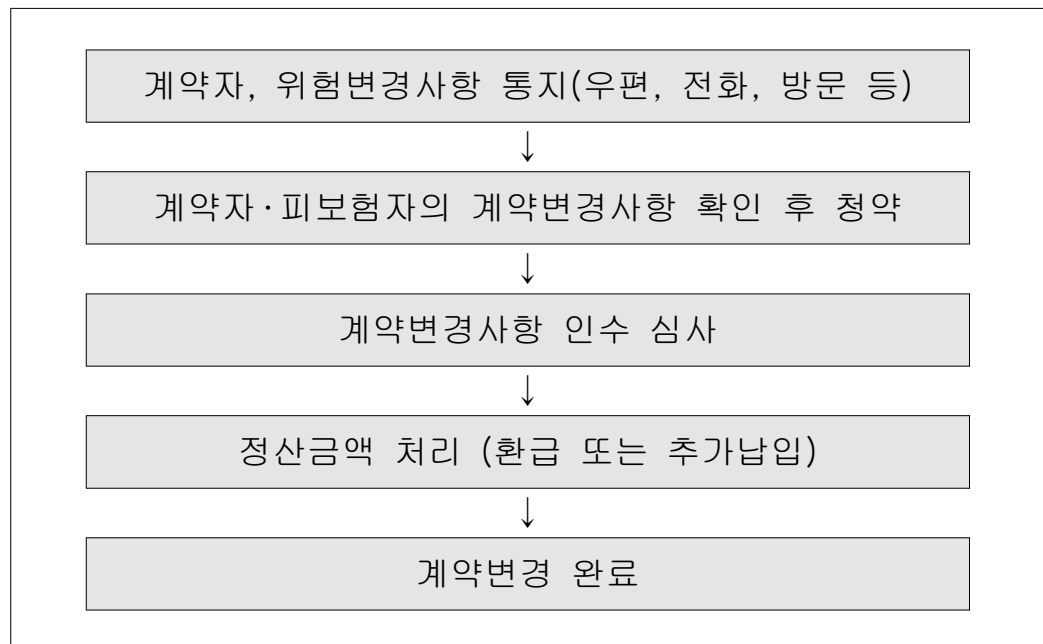 계약자, 위험변경사항 통지(우편, 전화, 방문 등)
↓
계약자·피보험자의 계약변경사항 확인 후 청약
↓
계약변경사항 인수 심사
↓
정산금액 처리 (환급 또는 추가납입)
↓
계약변경 완료